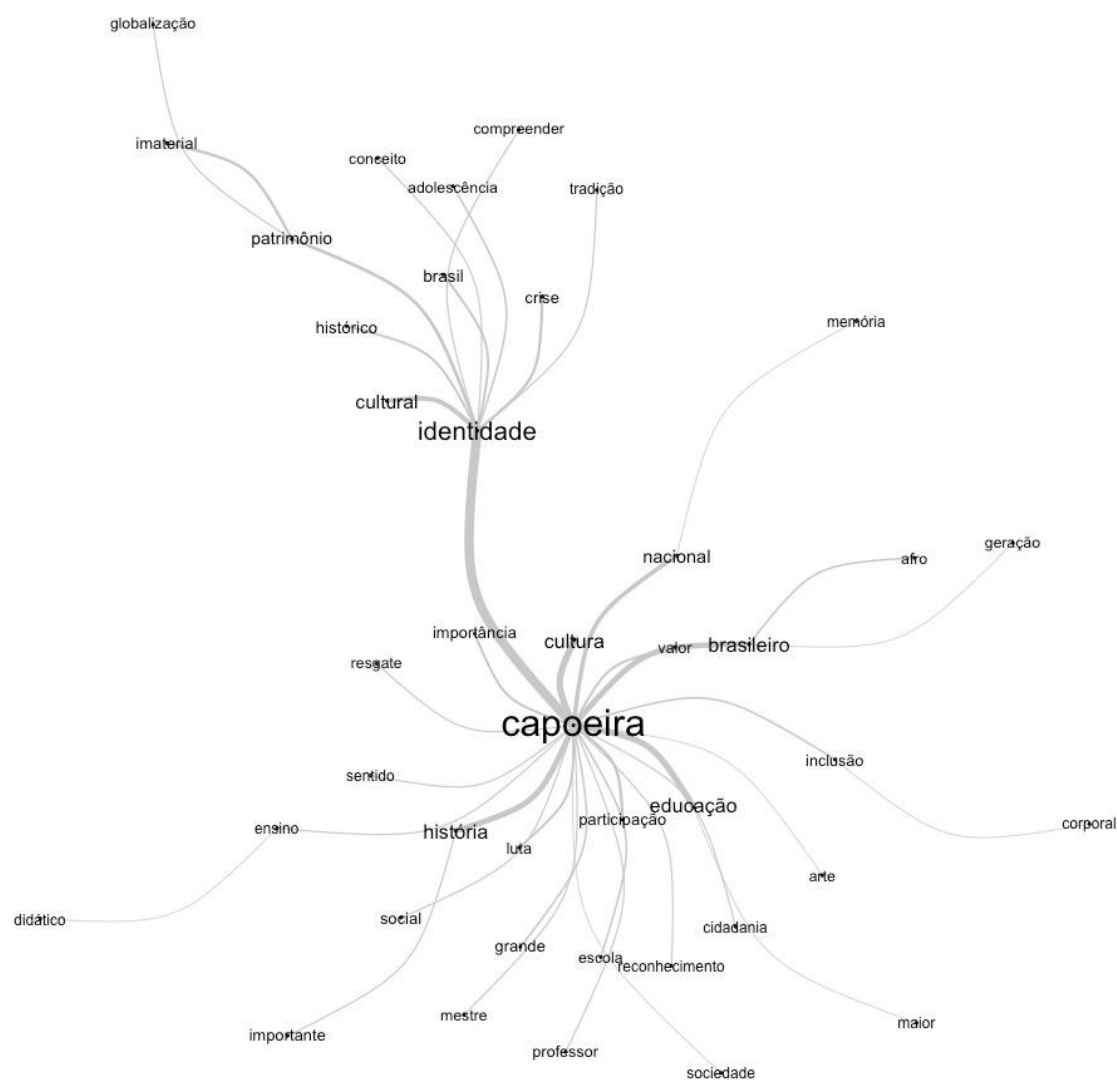 globalização
compreender
imaterial
conceito
adolescência
tradição
patrimônio
brasil
crise
histórico
memória
cultural
identidade
geração
nacional
afro
importância
cultura
brasileiro
valor
resgate
capoeira
inclusão
sentido
educação
participação
corporal
ensino
história
luta
arte
didático
social
cidadania
grande
escola
reconhecimento
mestre
maior
importante
professor
sociedade